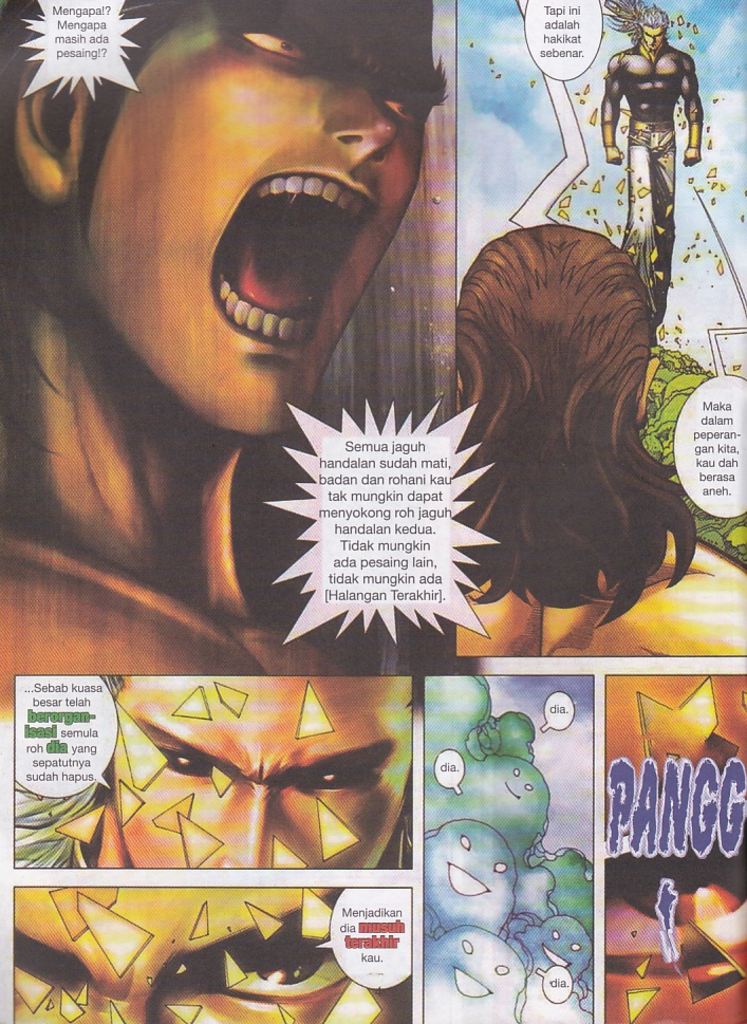 Mengapa!?
Mengapa
masih ada
pesaing!?
Tapi ini
adalah
hakikat
sebenar.
Maka
dalam
peperan-
gan kita,
kau dah
berasa
aneh.
Semua jaguh
handalan sudah mati,
badan dan rohani kau
tak mungkin dapat
menyokong roh jaguh
handalan kedua.
Tidak mungkin
ada pesaing lain,
tidak mungkin ada
[Halangan Terakhir].
...Sebab kuasa
besar telah
berorgan-
isasi semula
roh dia yang
sepatutnya
sudah hapus.
Menjadikan
dia musuh
terakhir
kau.
dia.
dia.
dia.
PANGG
!